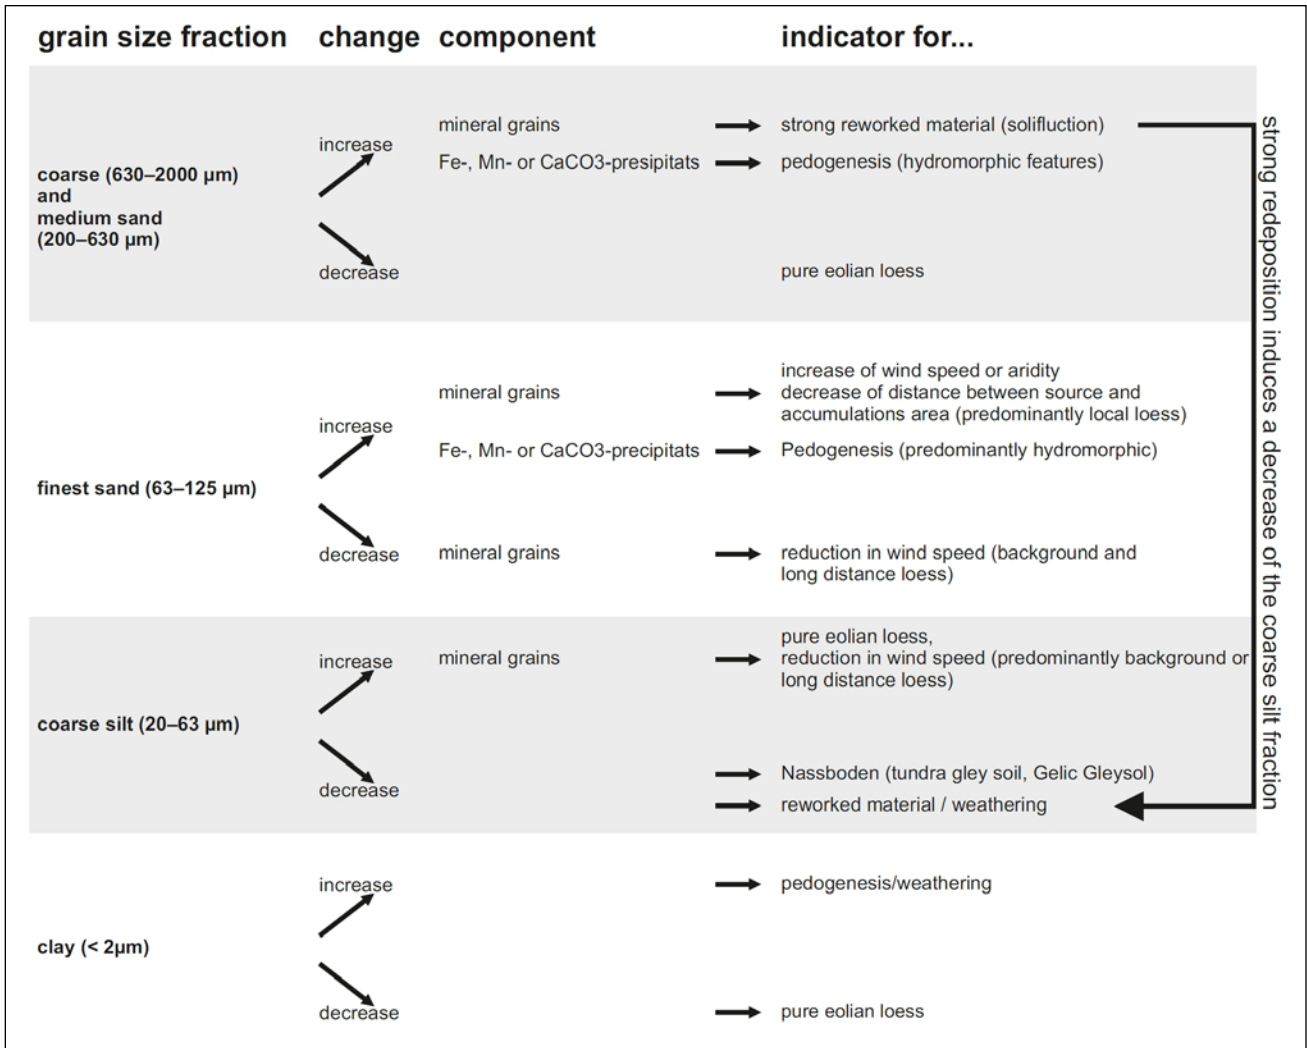 grain size fraction change component indicator for...
mineral grains strong reworked material (solifluction)
increase
Fe-, Mn- or CaCO3-presipitats pedogenesis (hydromorphic features)
coarse (630–2000 µm)
and
medium sand
(200–630 µm)
decrease pure eolian loess
increase of wind speed or aridity
mineral grains decrease of distance between source and
accumulations area (predominantly local loess)
increase
Fe-, Mn- or CaCO3-precipitats Pedogenesis (predominantly hydromorphic)
finest sand (63–125 µm)
decrease mineral grains reduction in wind speed (background and
long distance loess)
pure eolian loess,
increase mineral grains reduction in wind speed (predominantly background or
long distance loess)
coarse silt (20–63 µm)
Nassboden (tundra gley soil, Gelic Gleysol)
decrease
reworked material / weathering
increase pedogenesis/weathering
clay (< 2µm)
decrease pure eolian loess
strong redeposition induces a decrease of the coarse silt fraction